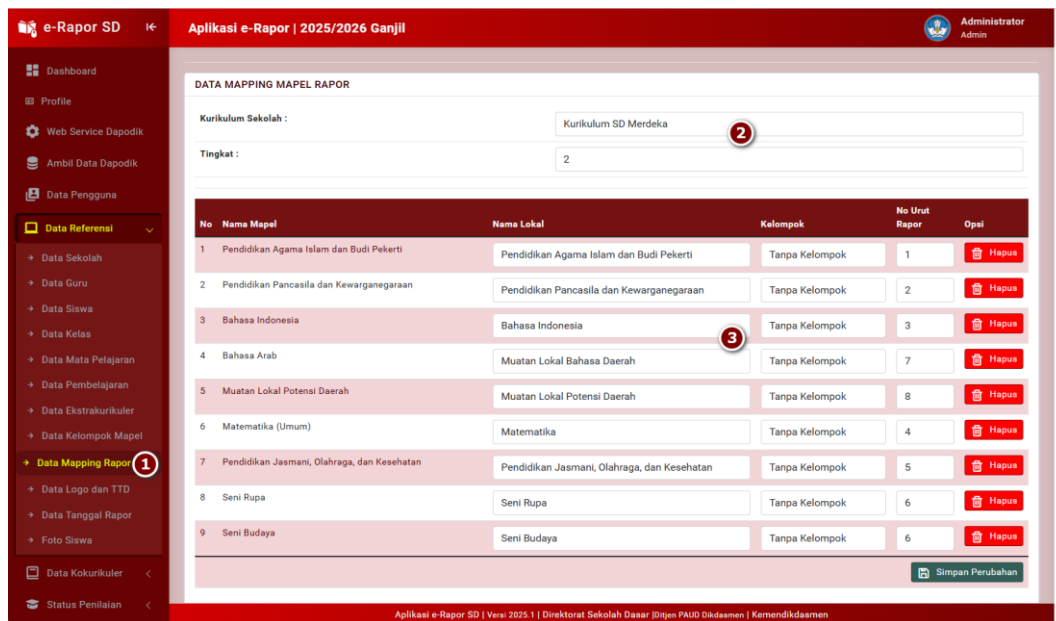 e-Rapor SD
Aplikasi e-Rapor | 2025/2026 Ganjil
Administrator
Admin
Dashboard
Profile
Web Service Dapodik
Ambil Data Dapodik
Data Pengguna
Data Referensi
Data Sekolah
Data Guru
Data Siswa
Data Kelas
Data Mata Pelajaran
Data Pembelajaran
Data Ekstrakurikuler
Data Kelompok Mapel
Data Mapping Rapor 1
Data Logo dan TTD
Data Tanggal Rapor
Foto Siswa
Data Kokurikuler
Status Penilaian
DATA MAPPING MAPEL RAPOR
Kurikulum Sekolah : Kurikulum SD Merdeka
2
Tingkat : 2
No Nama Mapel Nama Lokal Kelompok No Urut Rapor Opsi
1 Pendidikan Agama Islam dan Budi Pekerti Pendidikan Agama Islam dan Budi Pekerti Tanpa Kelompok 1 Hapus
2 Pendidikan Pancasila dan Kewarganegaraan Pendidikan Pancasila dan Kewarganegaraan Tanpa Kelompok 2 Hapus
3 Bahasa Indonesia Bahasa Indonesia Tanpa Kelompok 3 Hapus
3
4 Bahasa Arab Muatan Lokal Bahasa Daerah Tanpa Kelompok 7 Hapus
5 Muatan Lokal Potensi Daerah Muatan Lokal Potensi Daerah Tanpa Kelompok 8 Hapus
6 Matematika (Umum) Matematika Tanpa Kelompok 4 Hapus
7 Pendidikan Jasmani, Olahraga, dan Kesehatan Pendidikan Jasmani, Olahraga, dan Kesehatan Tanpa Kelompok 5 Hapus
8 Seni Rupa Seni Rupa Tanpa Kelompok 6 Hapus
9 Seni Budaya Seni Budaya Tanpa Kelompok 6 Hapus
Simpan Perubahan
Aplikasi e-Rapor SD | Versi 2025.1 | Direktorat Sekolah Dasar |Ditjen PAUD Dikdasmen | Kemendikdasmen